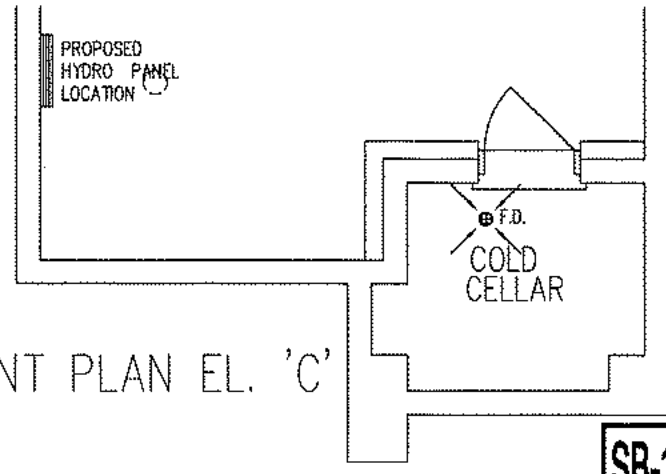 PROPOSED
HYDRO PANEL
LOCATION
F.D.
COLD
CELLAR
NT PLAN EL. 'C'
SB-